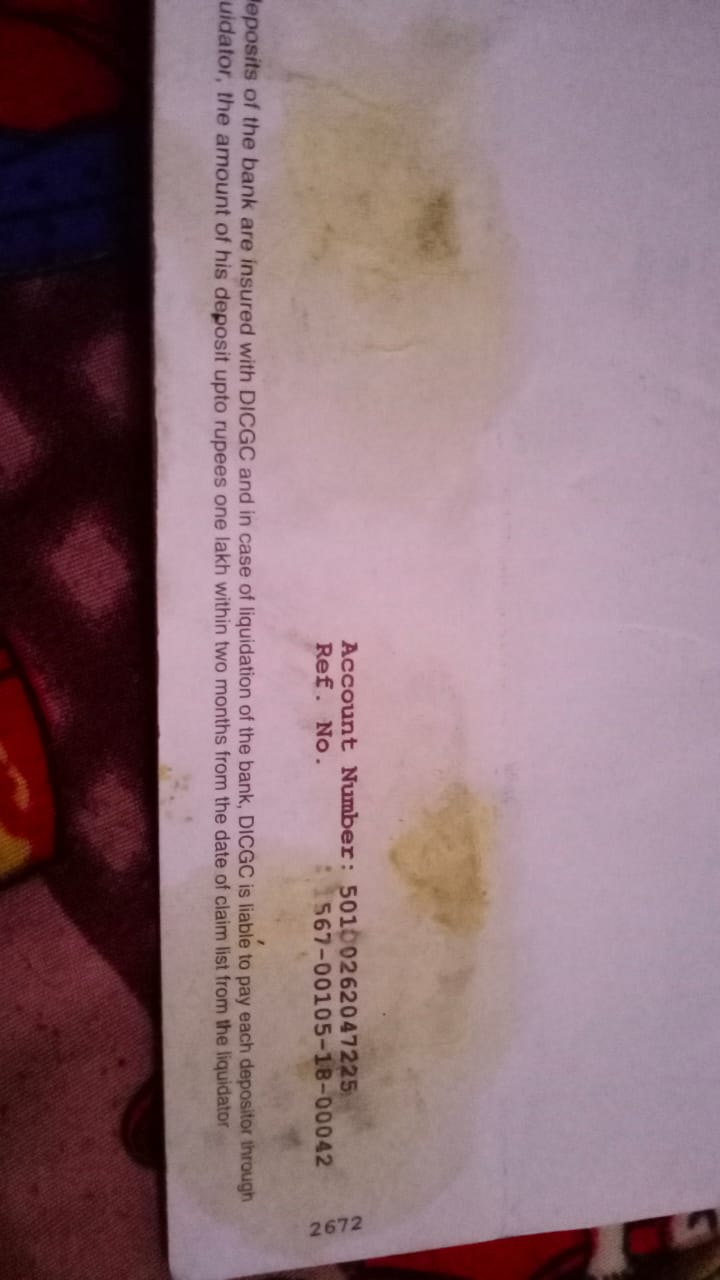 Account Number: 50100262047225
Ref. No. : 1567-00105-18-00042
2672
deposits of the bank are insured with DICGC and in case of liquidation of the bank, DICGC is liable to pay each depositor through
uidator, the amount of his deposit upto rupees one lakh within two months from the date of claim list from the liquidator